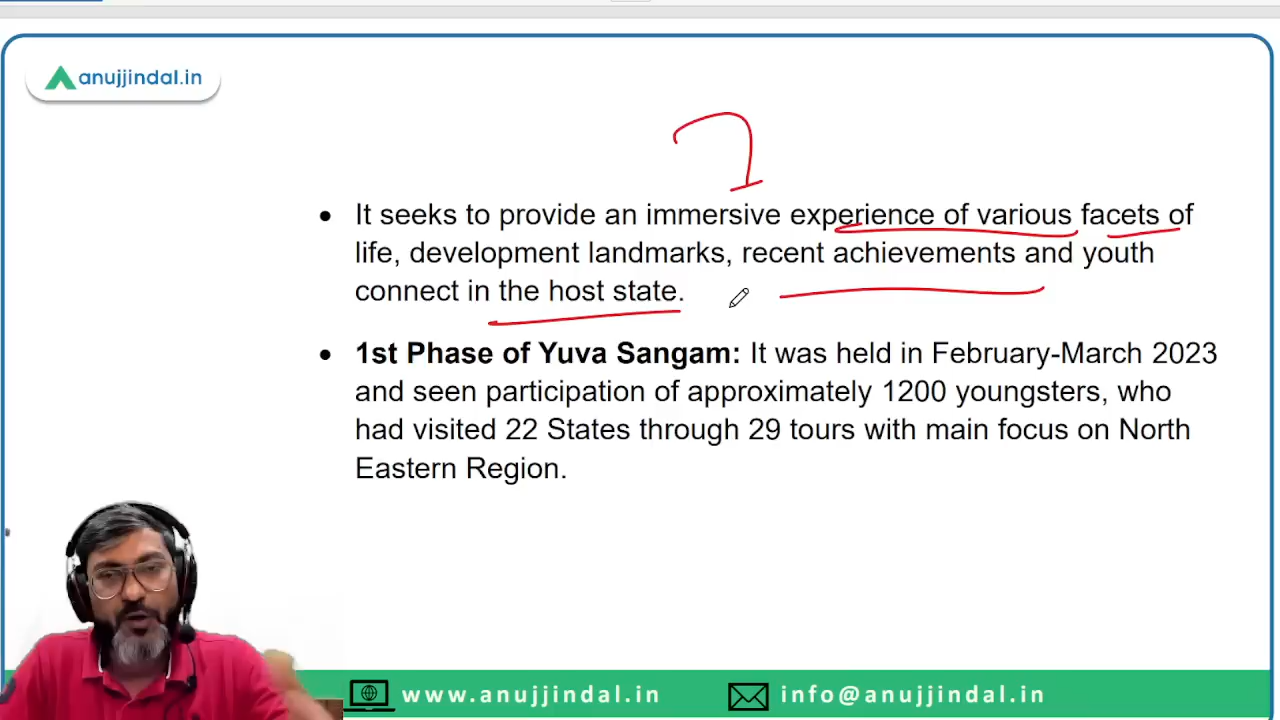 anujjindal.in
• It seeks to provide an immersive experience of various facets of
life, development landmarks, recent achievements and youth
connect in the host state.
• 1st Phase of Yuva Sangam: It was held in February-March 2023
and seen participation of approximately 1200 youngsters, who
had visited 22 States through 29 tours with main focus on North
Eastern Region.
www.anujjindal.in info@anujjindal.in